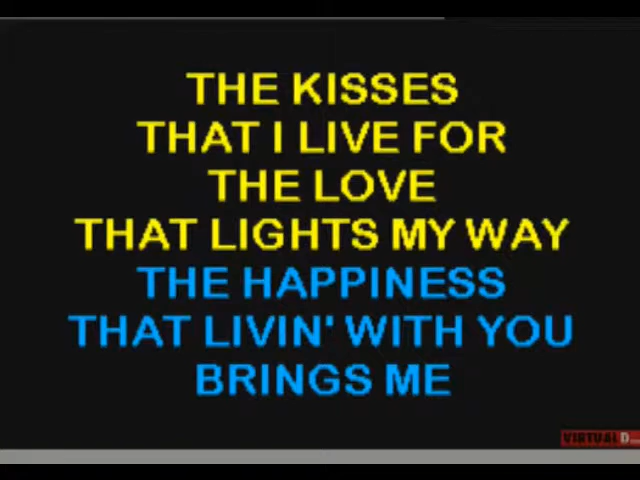 THE KISSES
THAT I LIVE FOR
THE LOVE
THAT LIGHTS MY WAY
THE HAPPINESS
THAT LIVIN' WITH YOU
BRINGS ME
VIRTUAL D